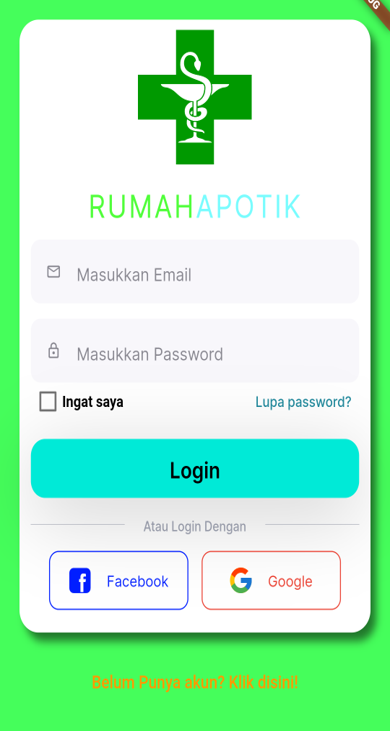 RUMAHAPOTIK
Masukkan Email
Masukkan Password
Ingat saya
Lupa password?
Login
Atau Login Dengan
Facebook
Google
Belum Punya akun? Klik disini!